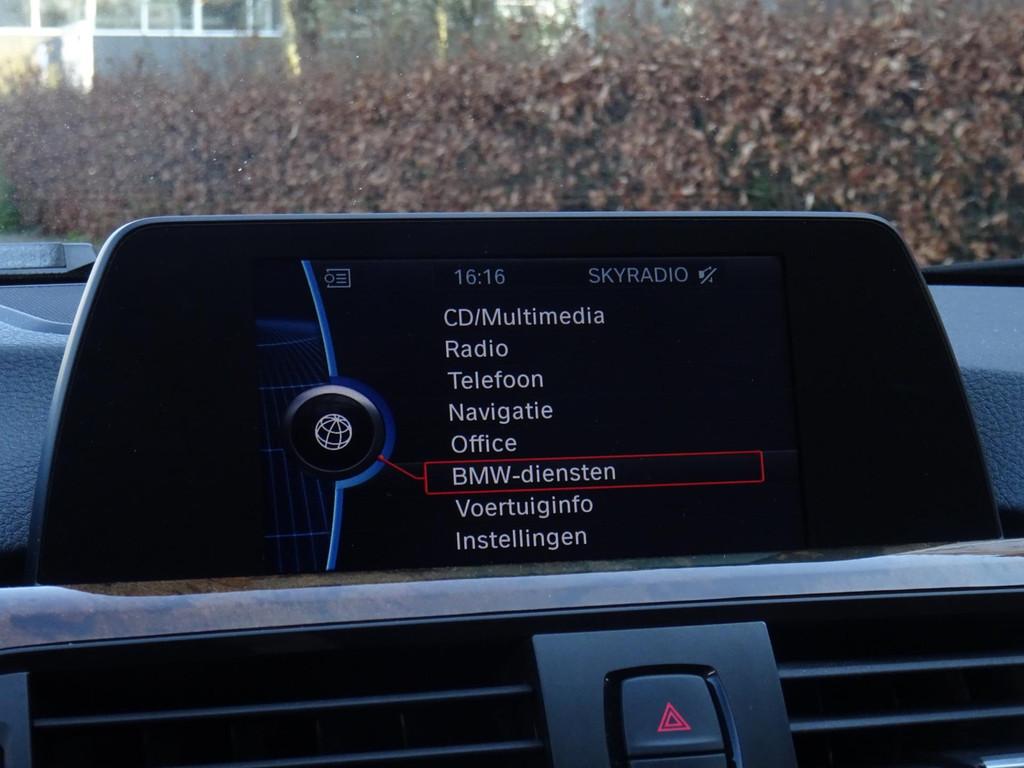 16:16 SKYRADIO
CD/Multimedia
Radio
Telefoon
Navigatie
Office
BMW-diensten
Voertuiginfo
Instellingen